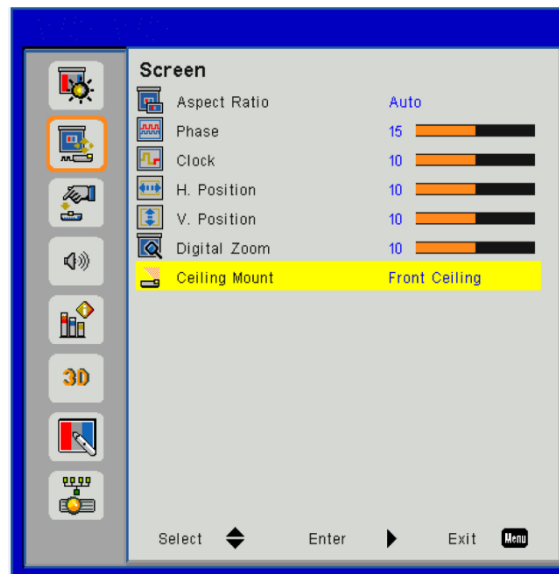 Screen
Aspect Ratio Auto
Phase 15
Clock 10
H. Position 10
V. Position 10
Digital Zoom 10
Ceiling Mount Front Ceiling
3D
Select Enter Exit Menu